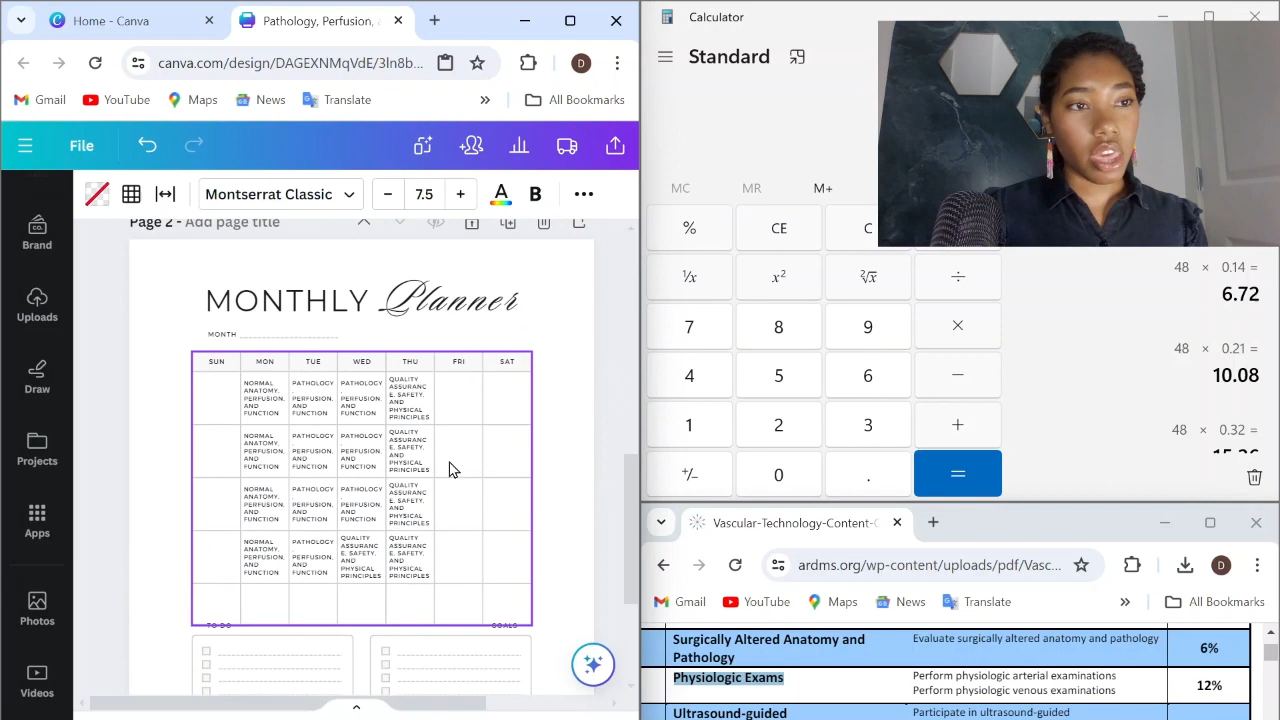 Home - Canva
Pathology, Perfusion, a
canva.com/design/DAGEXNMqVdE/3ln8b...
Gmail
YouTube
Maps
News
Translate
»
All Bookmarks
File
Montserrat Classic
− 7.5 +
A
B
Brand
Uploads
Draw
Projects
Apps
Photos
Videos
Page 2 - Add page title
MONTHLY Planner
MONTH
SUN MON TUE WED THU FRI SAT
NORMAL ANATOMY, PERFUSION, AND FUNCTION
PATHOLOGY, PERFUSION, AND FUNCTION
PATHOLOGY, PERFUSION, AND FUNCTION
QUALITY ASSURANCE, SAFETY, AND PHYSICAL PRINCIPLES
NORMAL ANATOMY, PERFUSION, AND FUNCTION
PATHOLOGY, PERFUSION, AND FUNCTION
PATHOLOGY, PERFUSION, AND FUNCTION
QUALITY ASSURANCE, SAFETY, AND PHYSICAL PRINCIPLES
NORMAL ANATOMY, PERFUSION, AND FUNCTION
PATHOLOGY, PERFUSION, AND FUNCTION
PATHOLOGY, PERFUSION, AND FUNCTION
QUALITY ASSURANCE, SAFETY, AND PHYSICAL PRINCIPLES
NORMAL ANATOMY, PERFUSION, AND FUNCTION
PATHOLOGY, PERFUSION, AND FUNCTION
QUALITY ASSURANCE, SAFETY, AND PHYSICAL PRINCIPLES
QUALITY ASSURANCE, SAFETY, AND PHYSICAL PRINCIPLES
TO DO
GOALS
Calculator
Standard
MC MR M+
% CE C
¹/x x² ²√x ÷
7 8 9 ×
4 5 6 −
1 2 3 +
+/− 0 . =
48 × 0.14 =
6.72
48 × 0.21 =
10.08
48 × 0.32 =
Vascular-Technology-Content-O
ardms.org/wp-content/uploads/pdf/Vasc...
D
Gmail
YouTube
Maps
News
Translate
»
All Bookmarks
Surgically Altered Anatomy and Pathology
Evaluate surgically altered anatomy and pathology
6%
Physiologic Exams
Perform physiologic arterial examinations
Perform physiologic venous examinations
12%
Ultrasound-guided
Participate in ultrasound-guided